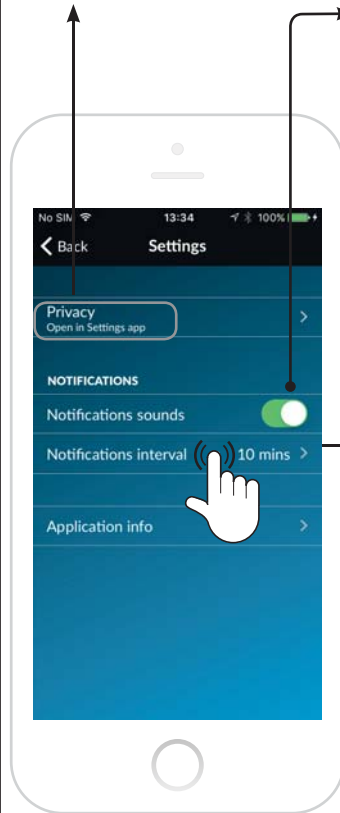 No SIM 13:34 100%
Back Settings
Privacy
Open in Settings app
NOTIFICATIONS
Notifications sounds
Notifications interval 10 mins
Application info